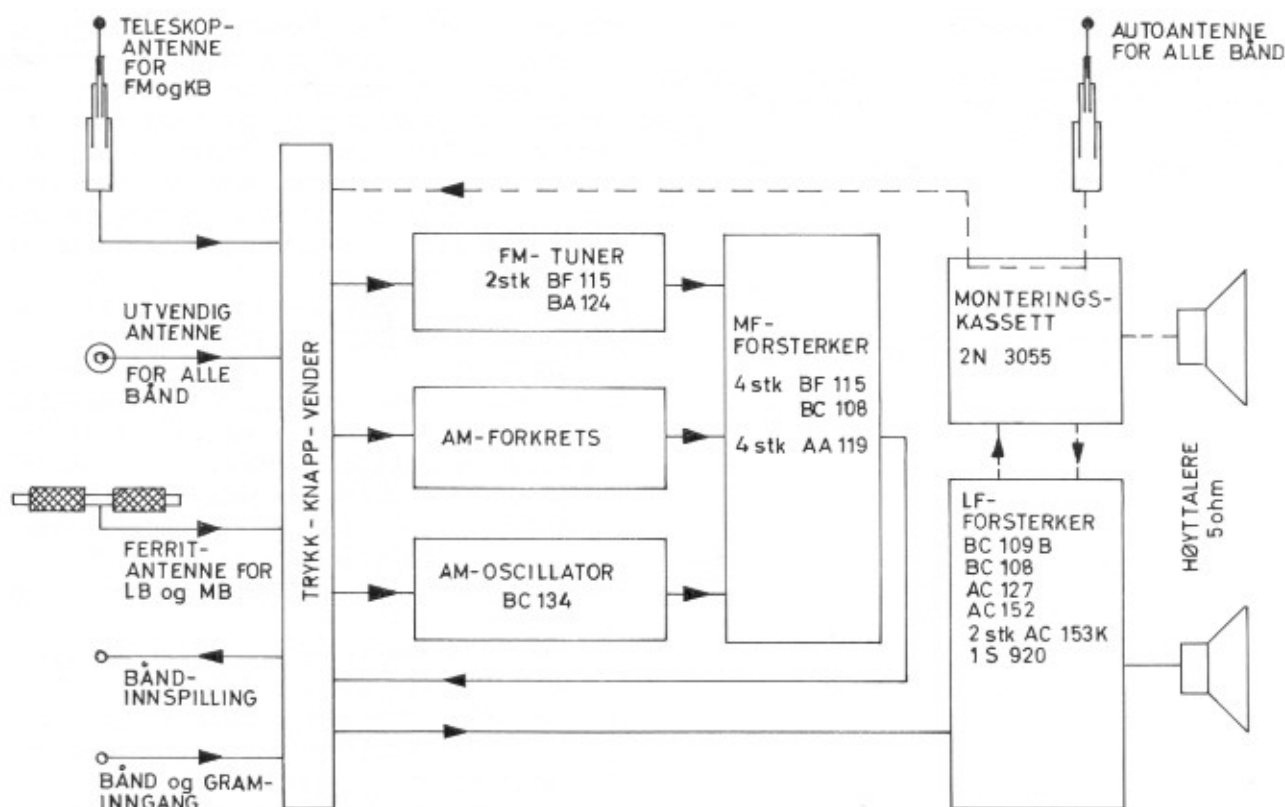 TELESKOP-
ANTENNE
FOR
FM og KB
AUTOANTENNE
FOR ALLE BÅND
UTVENDIG
ANTENNE
FOR ALLE
BÅND
FERRIT-
ANTENNE FOR
LB og MB
BÅND-
INNSPILLING
BÅND og GRAM-
INNGANG
TRYKK-KNAPP-VENDER
FM- TUNER
2stk BF 115
BA 124
AM-FORKRETS
AM-OSCILLATOR
BC 134
MF-
FORSTERKER
4 stk BF 115
BC 108
4 stk AA 119
MONTERINGS-
KASSETT
2N 3055
LF-
FORSTERKER
BC 109 B
BC 108
AC 127
AC 152
2 stk AC 153K
1 S 920
HØYTTALERE
5 ohm